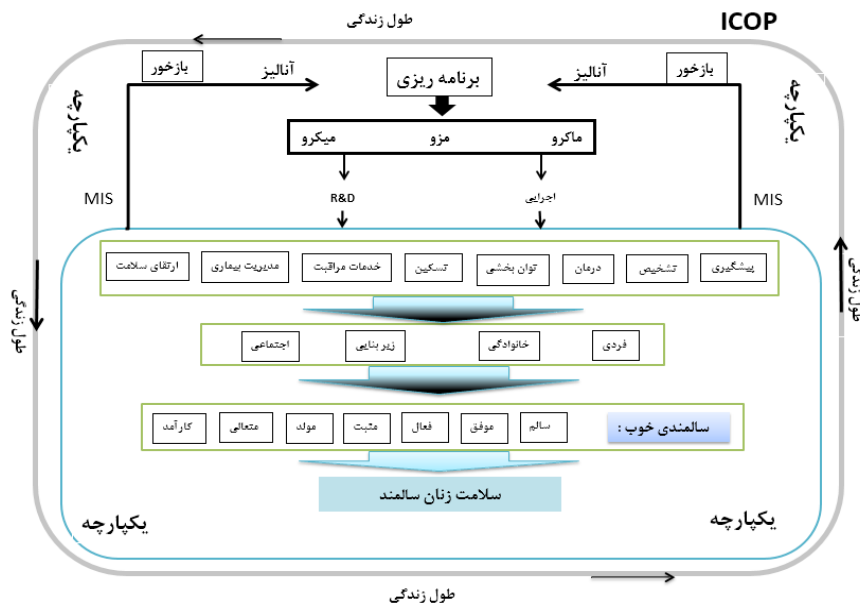 ICOP
طول زندگی
بازخور
آنالیز
برنامه ریزی
آنالیز
بازخور
یکپارچه
یکپارچه
ماکرو
مزو
میکرو
اجرایی
R&D
MIS
MIS
پیشگیری
تشخیص
درمان
توان بخشی
تسکین
خدمات مراقبت
مدیریت بیماری
ارتقای سلامت
طول زندگی
طول زندگی
فردی
خانوادگی
زیر بنایی
اجتماعی
سالمندی خوب :
سالم
موفق
فعال
مثبت
مولد
متعالی
کارآمد
سلامت زنان سالمند
یکپارچه
یکپارچه
طول زندگی